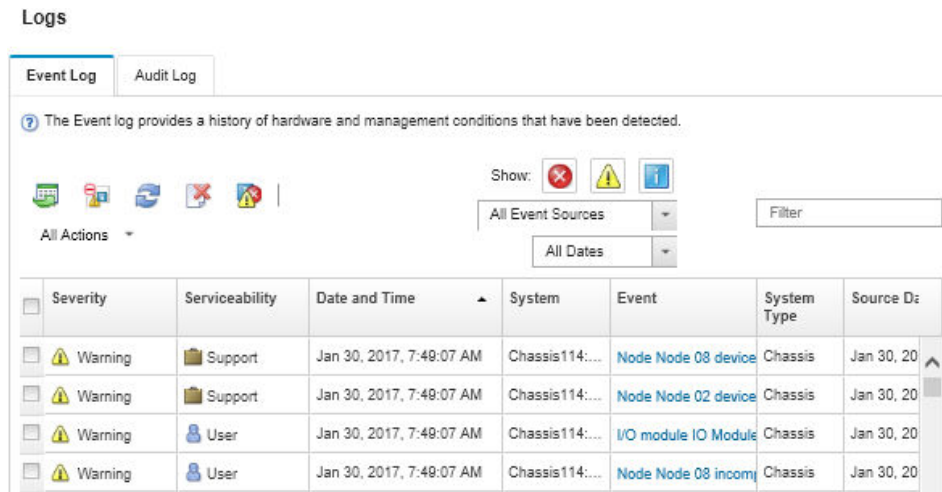 Logs
Event Log Audit Log
? The Event log provides a history of hardware and management conditions that have been detected.
Show:
All Event Sources
Filter
All Actions
All Dates
Severity Serviceability Date and Time System Event System Type Source Da
Warning Support Jan 30, 2017, 7:49:07 AM Chassis114:... Node Node 08 device Chassis Jan 30, 20
Warning Support Jan 30, 2017, 7:49:07 AM Chassis114:... Node Node 02 device Chassis Jan 30, 20
Warning User Jan 30, 2017, 7:49:07 AM Chassis114:... I/O module IO Module Chassis Jan 30, 20
Warning User Jan 30, 2017, 7:49:07 AM Chassis114:... Node Node 08 incomp Chassis Jan 30, 20